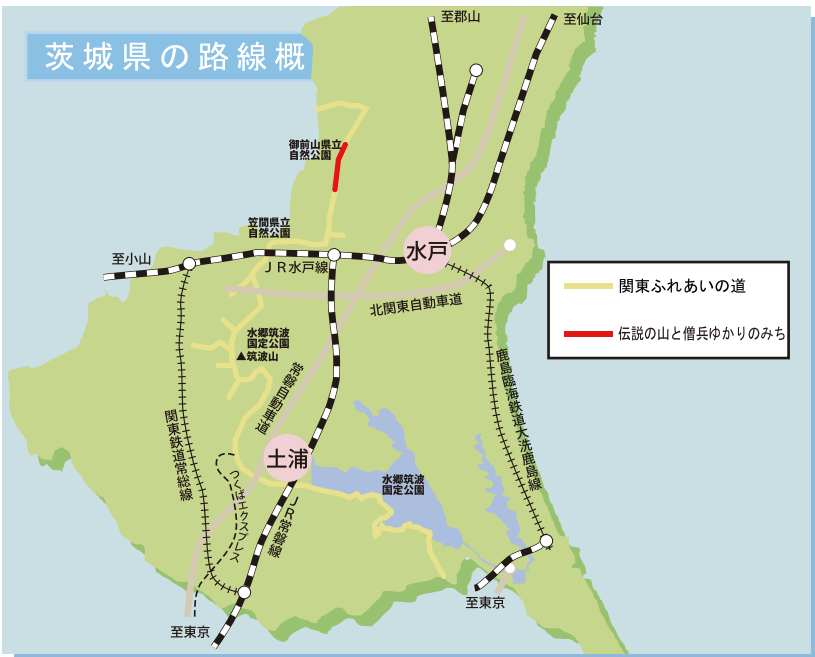 茨城県の路線概
至郡山
至仙台
御前山県立
自然公園
笠間県立
自然公園
至小山
水戸
ＪＲ水戸線
関東ふれあいの道
北関東自動車道
伝説の山と僧兵ゆかりのみち
水郷筑波
国定公園
▲筑波山
常磐自動車道
鹿島臨海鉄道大洗鹿島線
関東鉄道常総線
土浦
つくばエクスプレス
水郷筑波
国定公園
ＪＲ常磐線
至東京
至東京